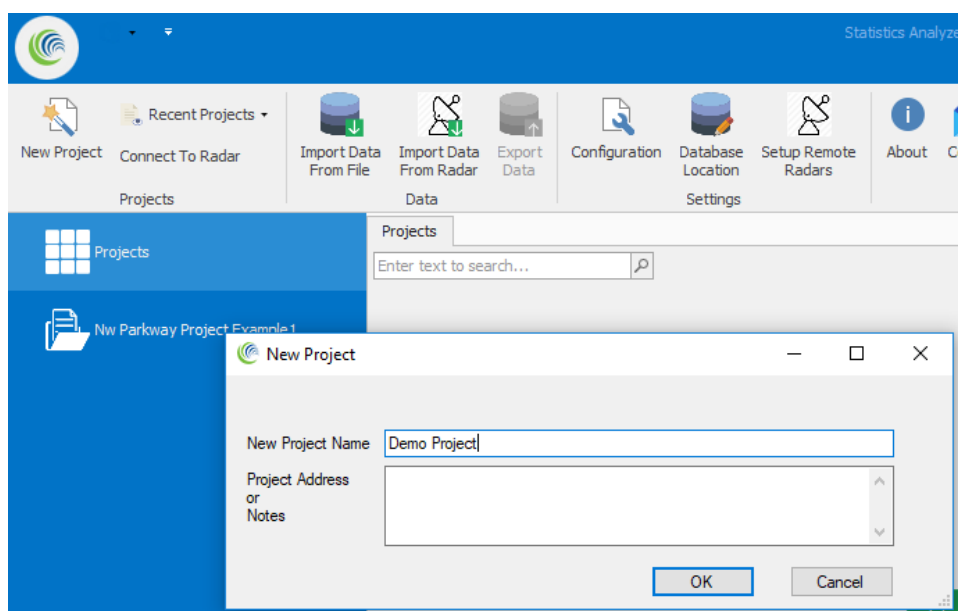 Statistics Analyze
New Project
Recent Projects
Connect To Radar
Projects
Import Data
From File
Import Data
From Radar
Export
Data
Data
Configuration
Database
Location
Setup Remote
Radars
Settings
i
About
C
Projects
Nw Parkway Project Example1
Projects
Enter text to search...
New Project
New Project Name
Demo Project
Project Address
or
Notes
OK
Cancel